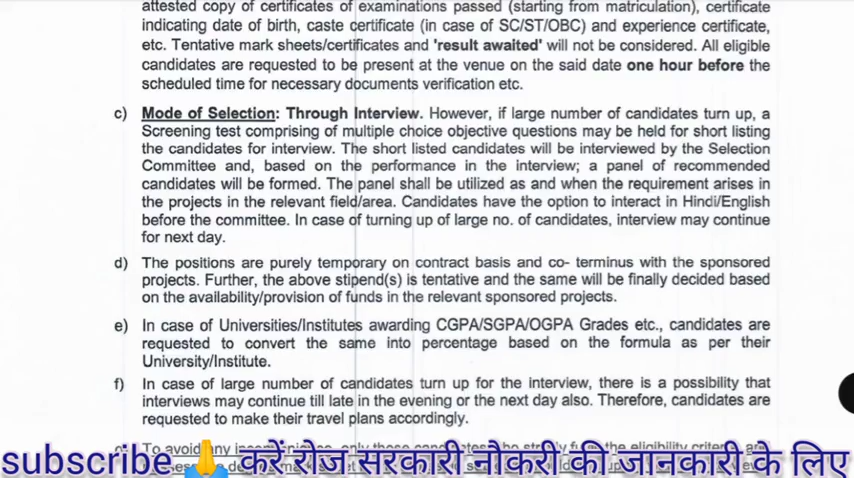 attested copy of certificates of examinations passed (starting from matriculation), certificate
indicating date of birth, caste certificate (in case of SC/ST/OBC) and experience certificate,
etc. Tentative mark sheets/certificates and 'result awaited' will not be considered. All eligible
candidates are requested to be present at the venue on the said date one hour before the
scheduled time for necessary documents verification etc.
c) Mode of Selection: Through Interview. However, if large number of candidates turn up, a
Screening test comprising of multiple choice objective questions may be held for short listing
the candidates for interview. The short listed candidates will be interviewed by the Selection
Committee and, based on the performance in the interview; a panel of recommended
candidates will be formed. The panel shall be utilized as and when the requirement arises in
the projects in the relevant field/area. Candidates have the option to interact in Hindi/English
before the committee. In case of turning up of large no. of candidates, interview may continue
for next day.
d) The positions are purely temporary on contract basis and co- terminus with the sponsored
projects. Further, the above stipend(s) is tentative and the same will be finally decided based
on the availability/provision of funds in the relevant sponsored projects.
e) In case of Universities/Institutes awarding CGPA/SGPA/OGPA Grades etc., candidates are
requested to convert the same into percentage based on the formula as per their
University/Institute.
f) In case of large number of candidates turn up for the interview, there is a possibility that
interviews may continue till late in the evening or the next day also. Therefore, candidates are
requested to make their travel plans accordingly.
To avoid any
subscribe 🙏 करें रोज सरकारी नौकरी की जानकारी के लिए